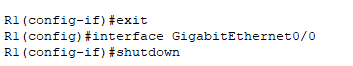 R1(config-if)#exit
R1(config)#interface GigabitEthernet0/0
R1(config-if)#shutdown